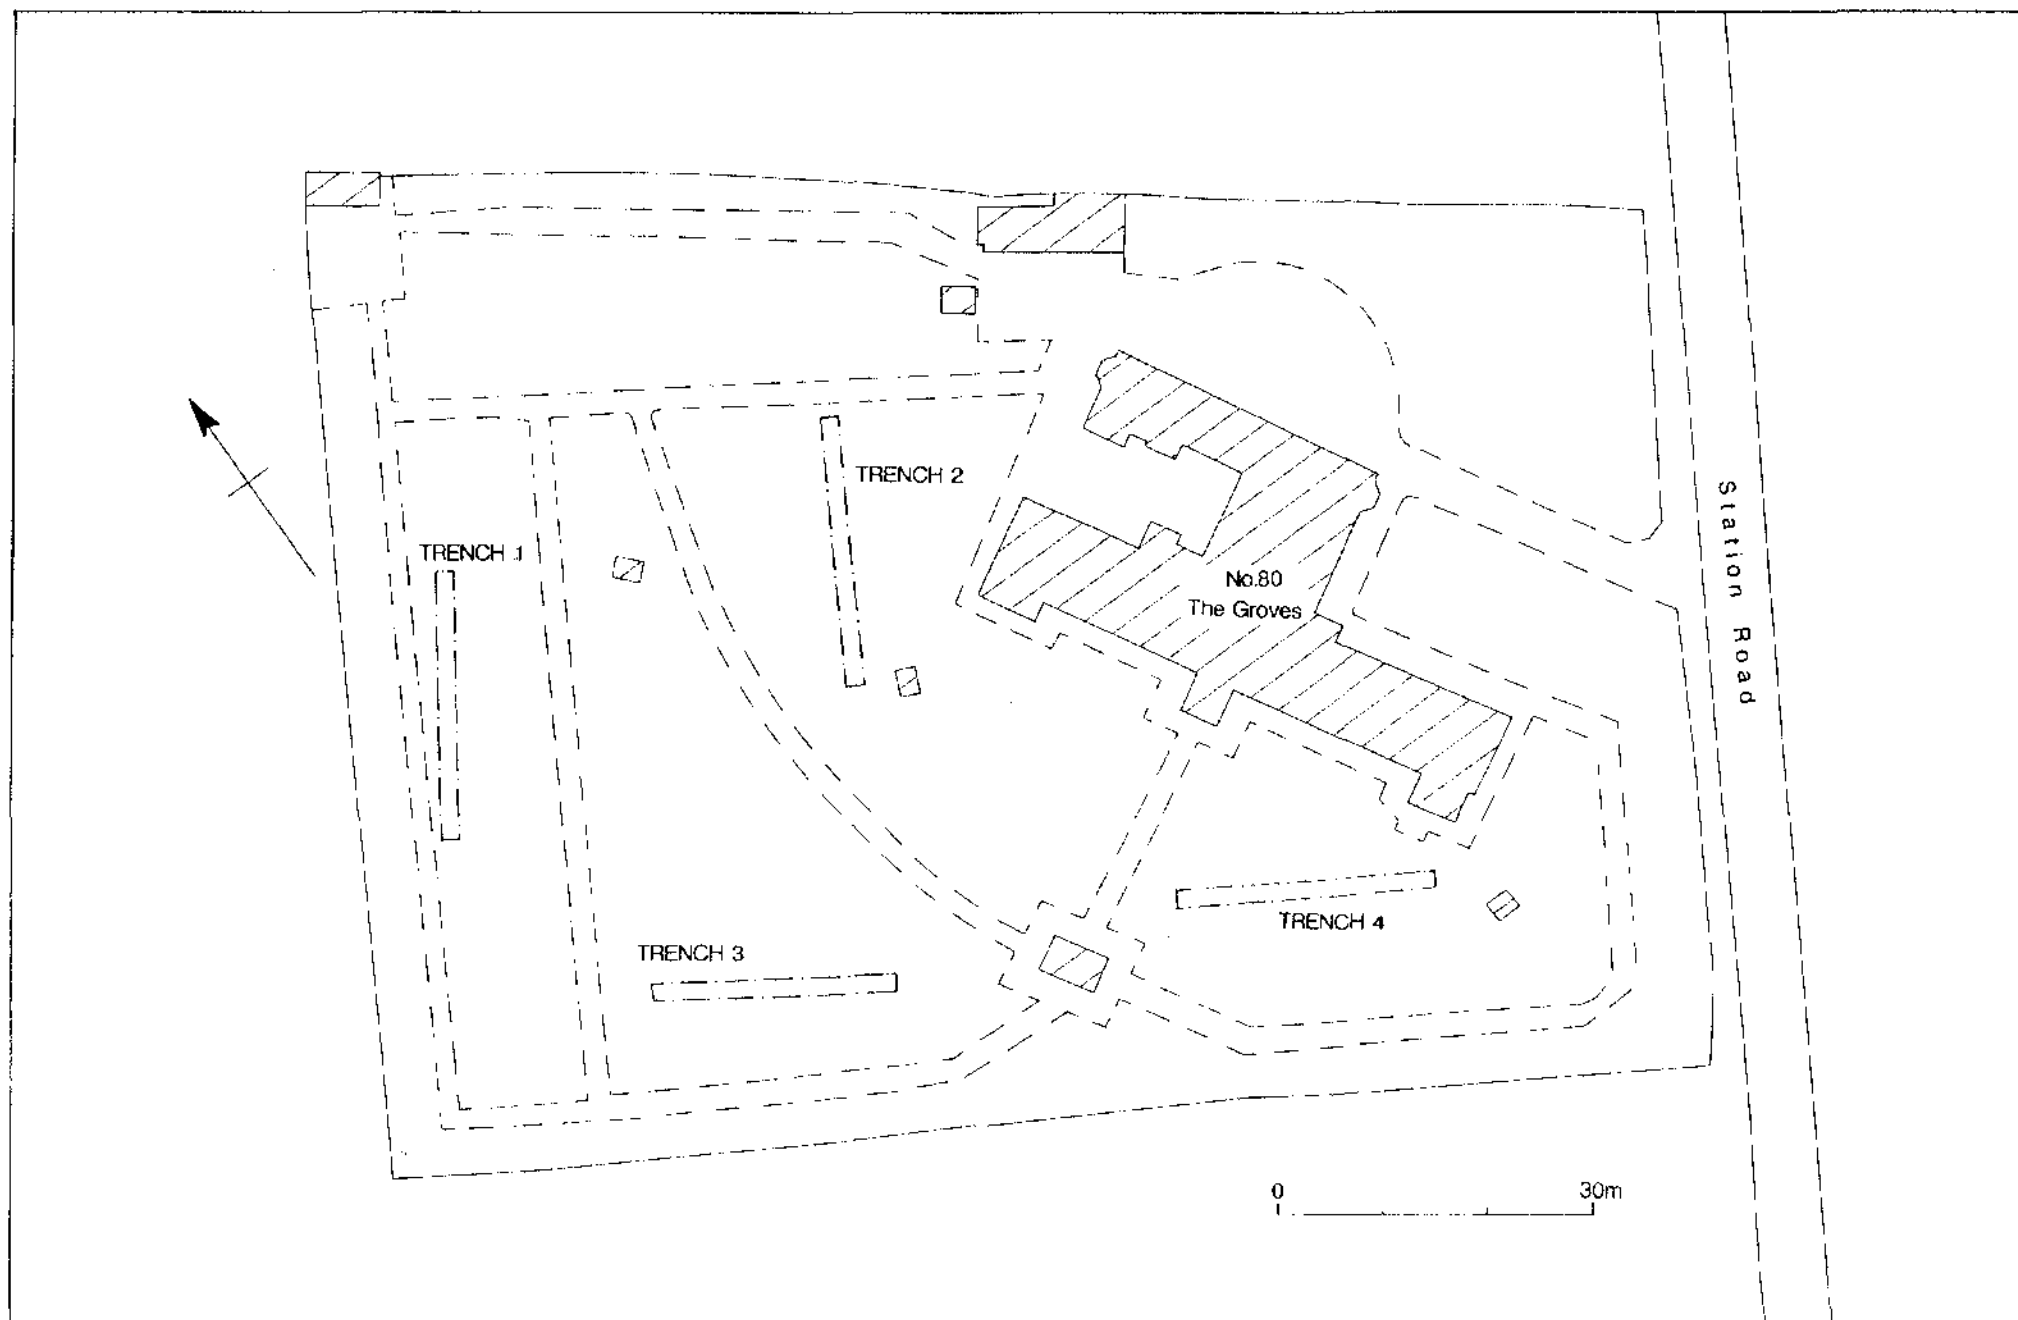 TRENCH 2
TRENCH 1
No.80
The Groves
Station Road
TRENCH 4
TRENCH 3
0 30m